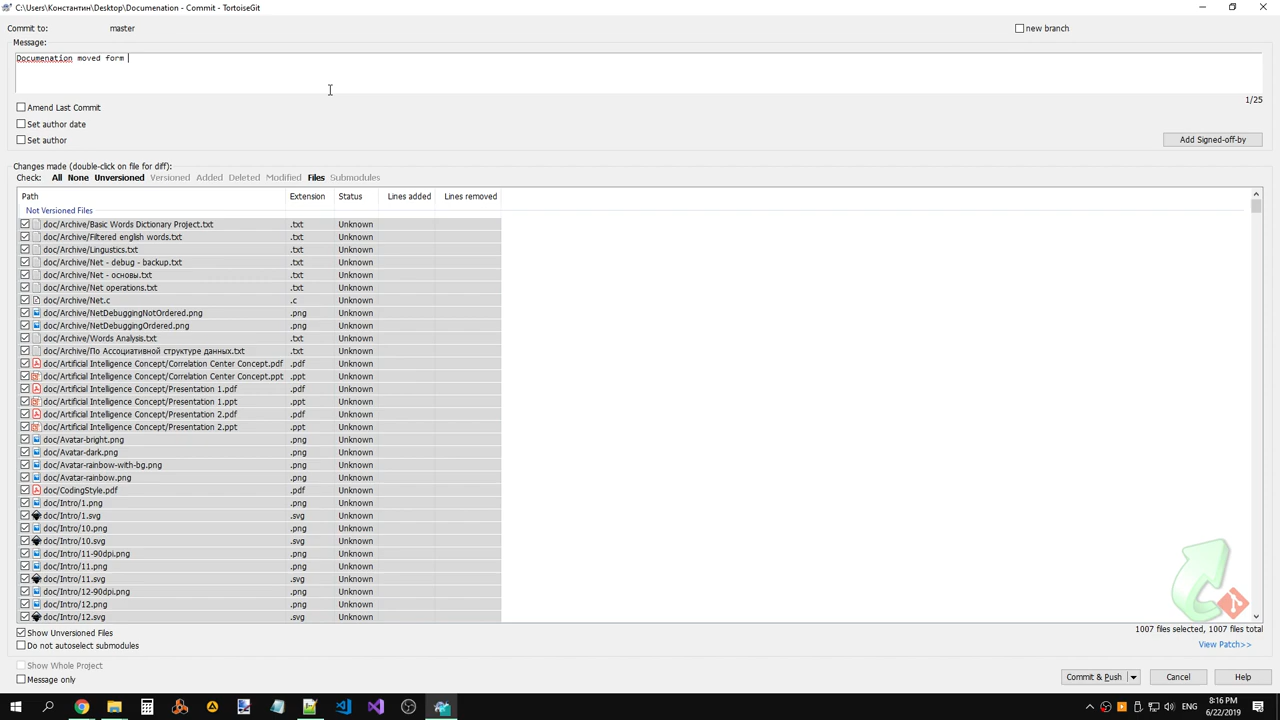 C:\Users\Константин\Desktop\Documenation - Commit - TortoiseGit
Commit to: master
new branch
Message:
Documenation moved form
1/25
Amend Last Commit
Set author date
Set author
Add Signed-off-by
Changes made (double-click on file for diff):
Check: All None Unversioned Versioned Added Deleted Modified Files Submodules
Path Extension Status Lines added Lines removed
Not Versioned Files
doc/Archive/Basic Words Dictionary Project.txt .txt Unknown
doc/Archive/Filtered english words.txt .txt Unknown
doc/Archive/Lingustics.txt .txt Unknown
doc/Archive/Net - debug - backup.txt .txt Unknown
doc/Archive/Net - основы.txt .txt Unknown
doc/Archive/Net operations.txt .txt Unknown
doc/Archive/Net.c .c Unknown
doc/Archive/NetDebuggingNotOrdered.png .png Unknown
doc/Archive/NetDebuggingOrdered.png .png Unknown
doc/Archive/Words Analysis.txt .txt Unknown
doc/Archive/По Ассоциативной структуре данных.txt .txt Unknown
doc/Artificial Intelligence Concept/Correlation Center Concept.pdf .pdf Unknown
doc/Artificial Intelligence Concept/Correlation Center Concept.ppt .ppt Unknown
doc/Artificial Intelligence Concept/Presentation 1.pdf .pdf Unknown
doc/Artificial Intelligence Concept/Presentation 1.ppt .ppt Unknown
doc/Artificial Intelligence Concept/Presentation 2.pdf .pdf Unknown
doc/Artificial Intelligence Concept/Presentation 2.ppt .ppt Unknown
doc/Avatar-bright.png .png Unknown
doc/Avatar-dark.png .png Unknown
doc/Avatar-rainbow-with-bg.png .png Unknown
doc/Avatar-rainbow.png .png Unknown
doc/CodingStyle.pdf .pdf Unknown
doc/Intro/1.png .png Unknown
doc/Intro/1.svg .svg Unknown
doc/Intro/10.png .png Unknown
doc/Intro/10.svg .svg Unknown
doc/Intro/11-90dpi.png .png Unknown
doc/Intro/11.png .png Unknown
doc/Intro/11.svg .svg Unknown
doc/Intro/12-90dpi.png .png Unknown
doc/Intro/12.png .png Unknown
doc/Intro/12.svg .svg Unknown
Show Unversioned Files
1007 files selected, 1007 files total
Do not autoselect submodules
View Patch>>
Show Whole Project
Message only
Commit & Push Cancel Help
ENG
8:16 PM
6/22/2019